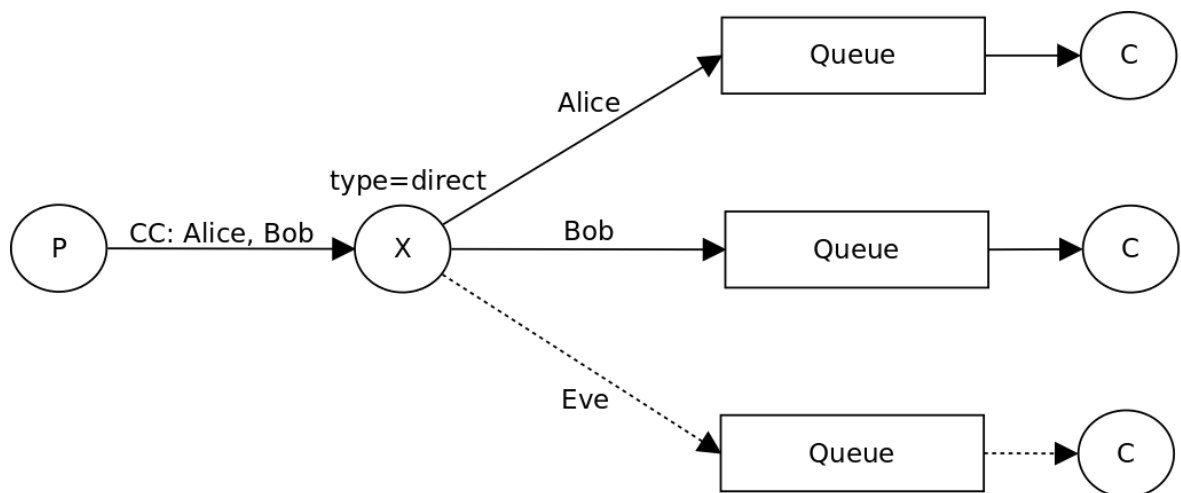 Queue
C
Alice
type=direct
P
CC: Alice, Bob
X
Bob
Queue
C
Eve
Queue
C